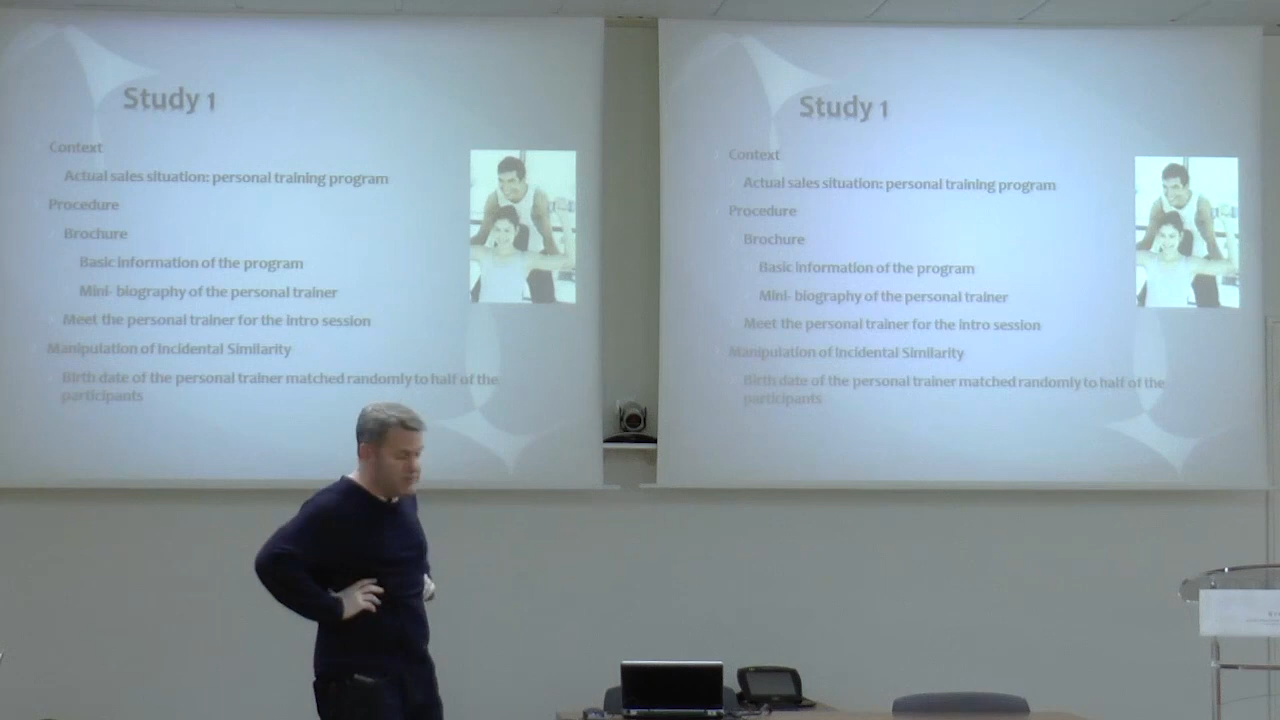 Study 1
Context
Actual sales situation: personal training program
Procedure
Brochure
Basic information of the program
Mini- biography of the personal trainer
Meet the personal trainer for the intro session
Manipulation of Incidental Similarity
Birth date of the personal trainer matched randomly to half of the
participants
Study 1
Context
Actual sales situation: personal training program
Procedure
Brochure
Basic information of the program
Mini- biography of the personal trainer
Meet the personal trainer for the intro session
Manipulation of Incidental Similarity
Birth date of the personal trainer matched randomly to half of the
participants